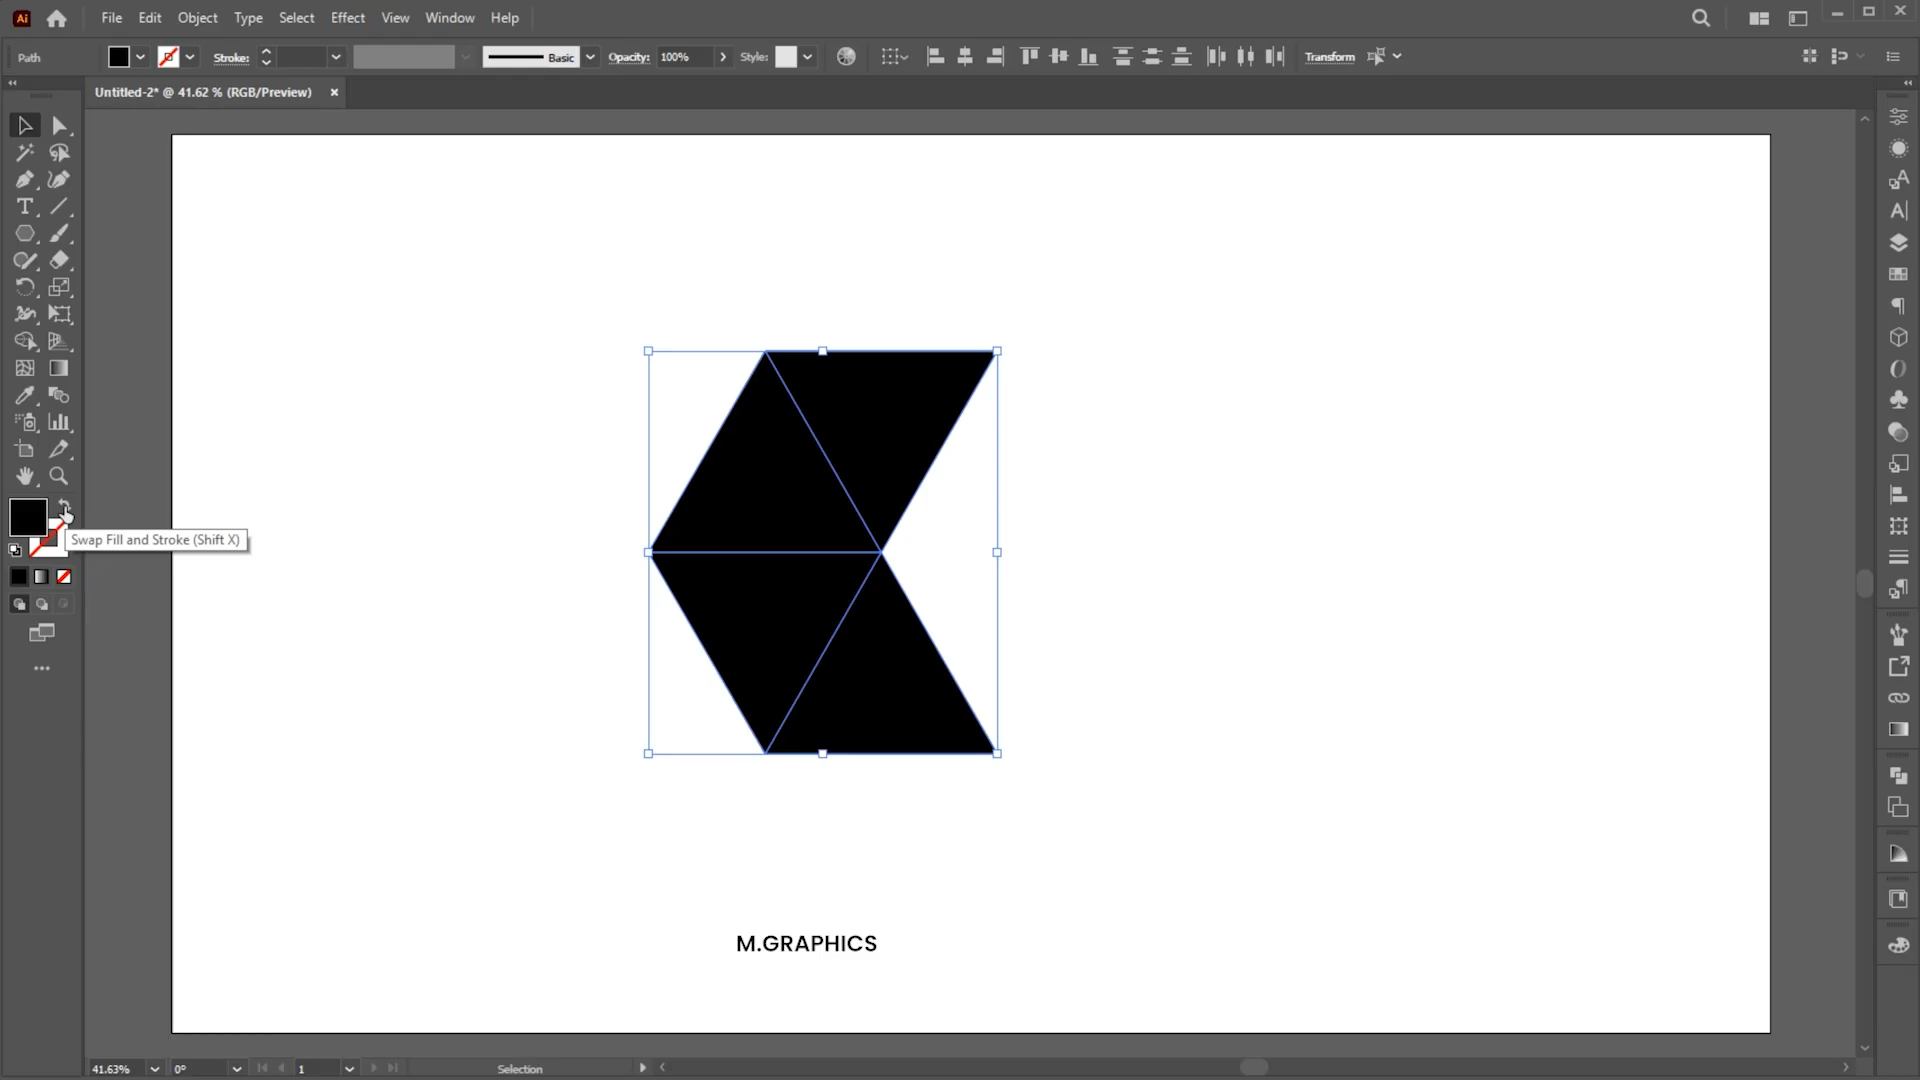 Ai File Edit Object Type Select Effect View Window Help
Path Stroke: Basic Opacity: 100% Style: Transform
Untitled-2* @ 41.62 % (RGB/Preview) ×
Swap Fill and Stroke (Shift X)
M.GRAPHICS
41.63% 0° 1 Selection